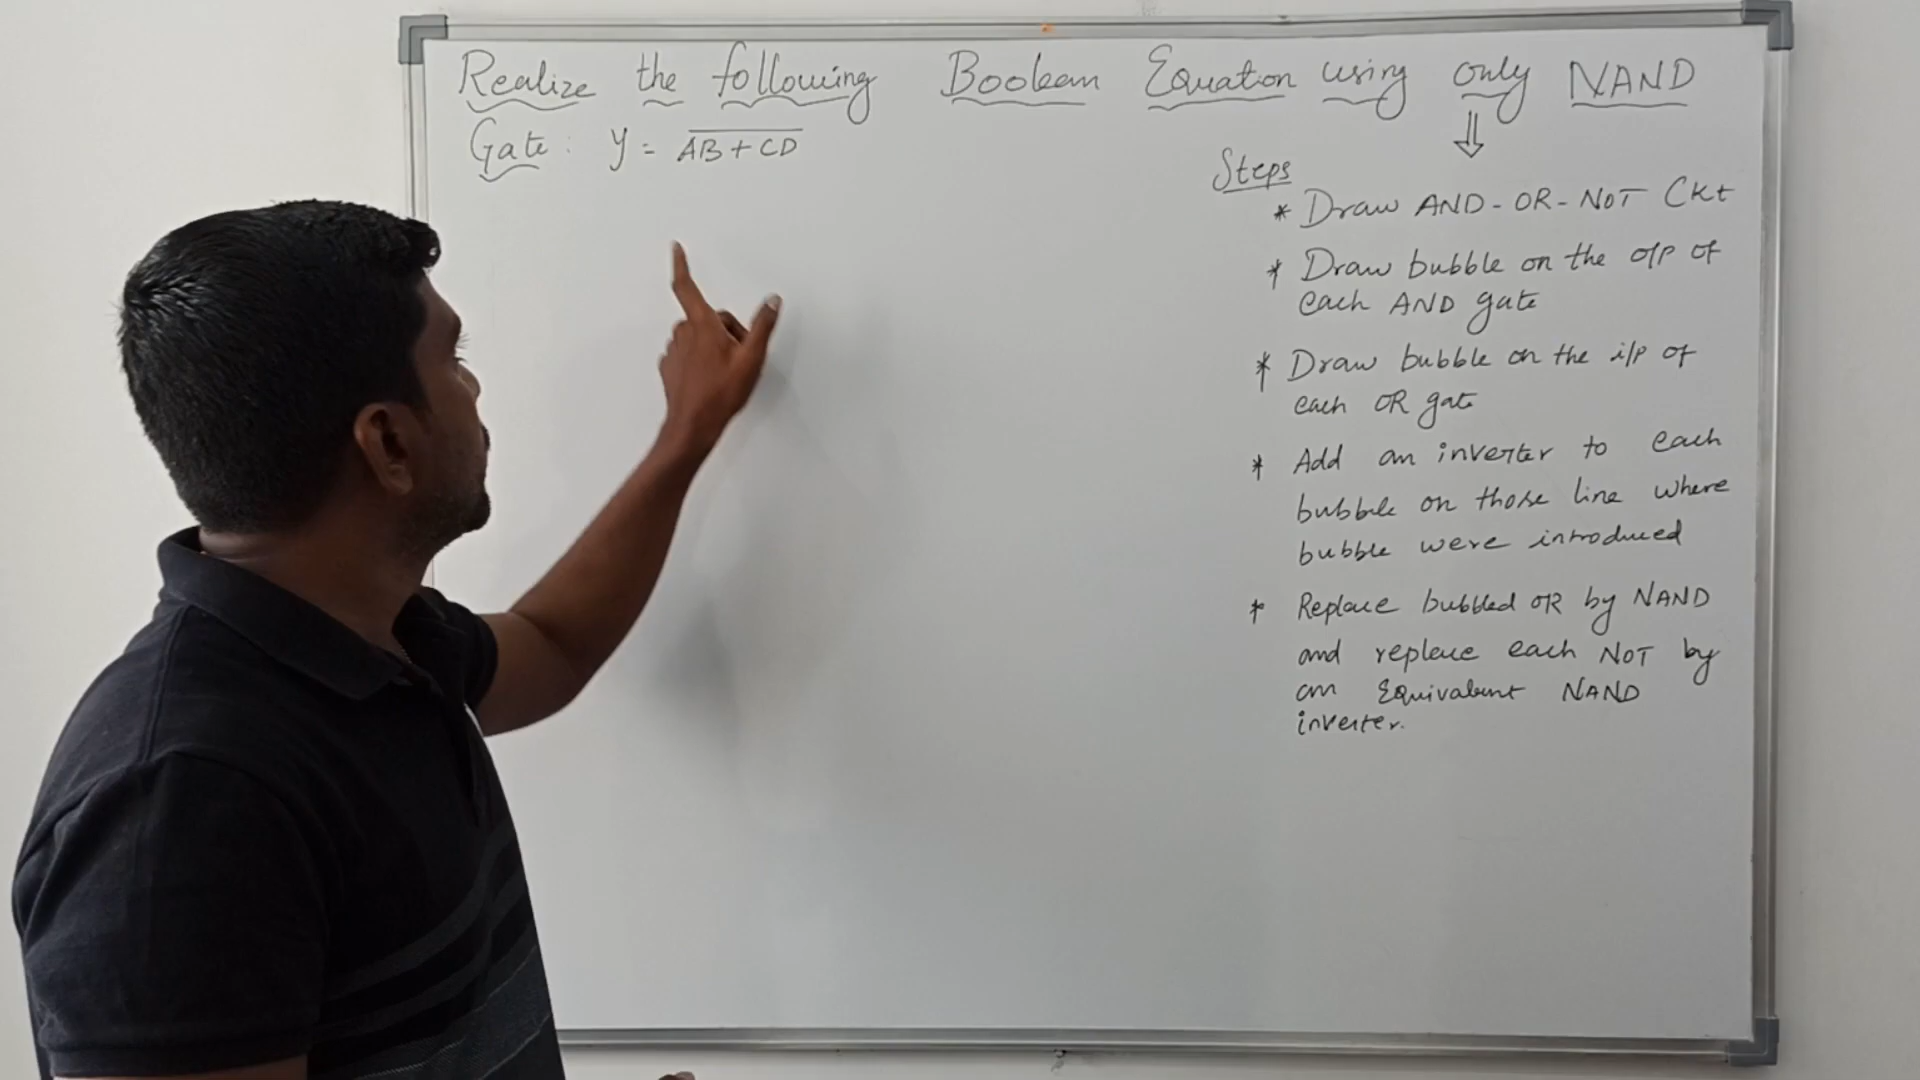 Realize the following Boolean Equation using only NAND
Gate : y = \overline{AB + CD}
⇓
Steps
* Draw AND - OR - NOT Ckt
* Draw bubble on the o/p of
each AND gate
* Draw bubble on the i/p of
each OR gate
* Add an inverter to each
bubble on those line where
bubble were introduced
* Replace bubbled OR by NAND
and replace each NOT by
an Equivalent NAND
inverter.